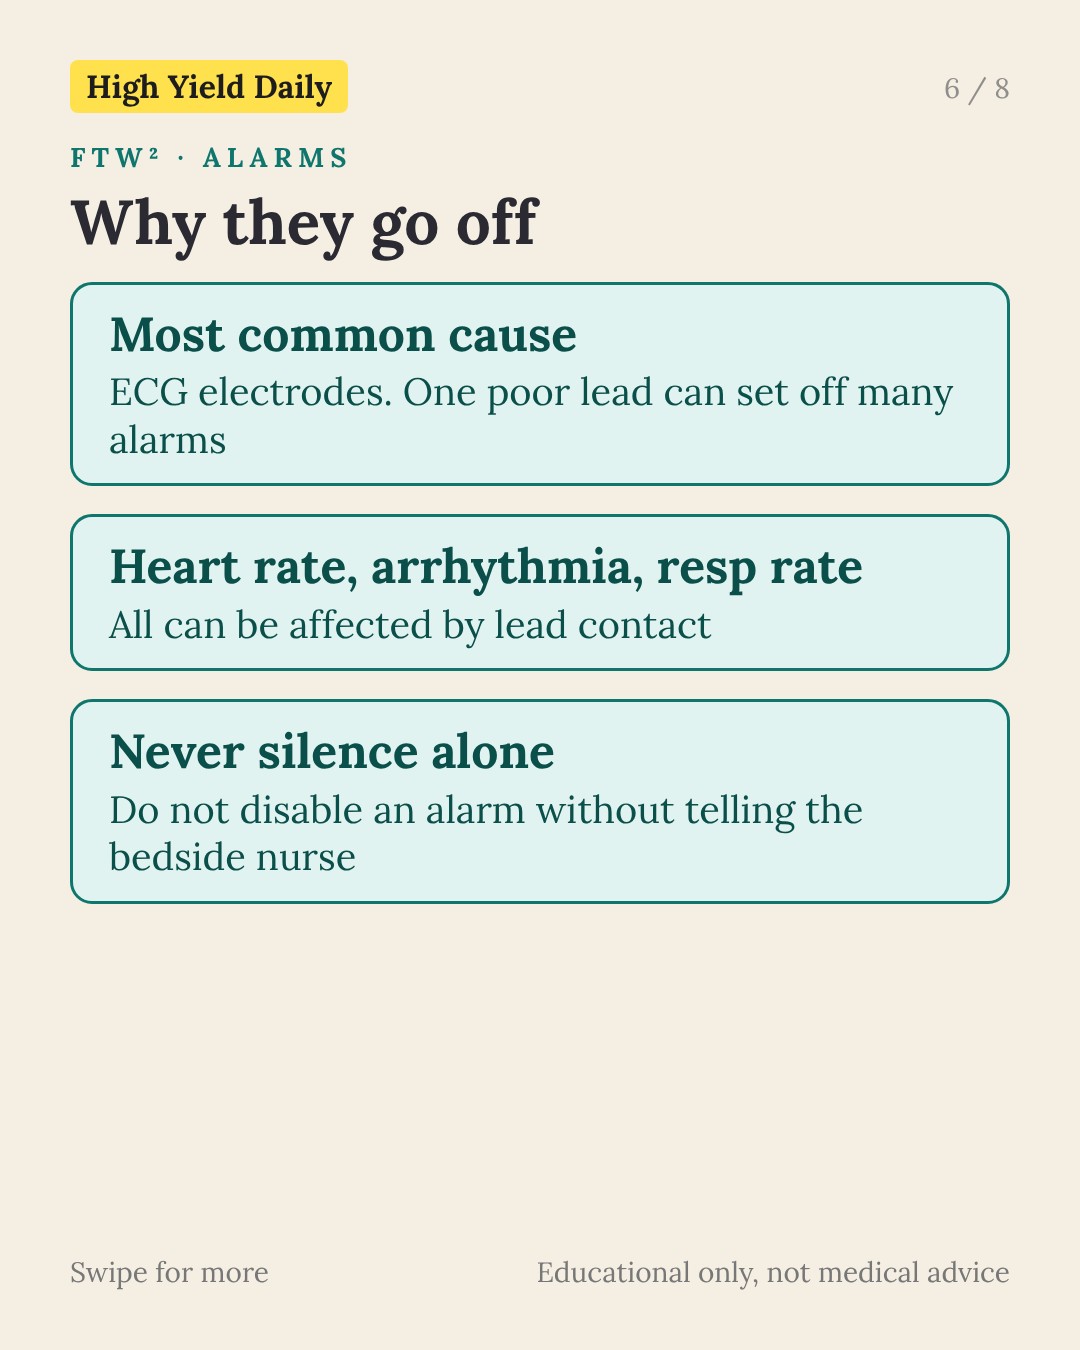 High Yield Daily
6 / 8
FTW² · ALARMS
Why they go off
Most common cause
ECG electrodes. One poor lead can set off many
alarms
Heart rate, arrhythmia, resp rate
All can be affected by lead contact
Never silence alone
Do not disable an alarm without telling the
bedside nurse
Swipe for more
Educational only, not medical advice